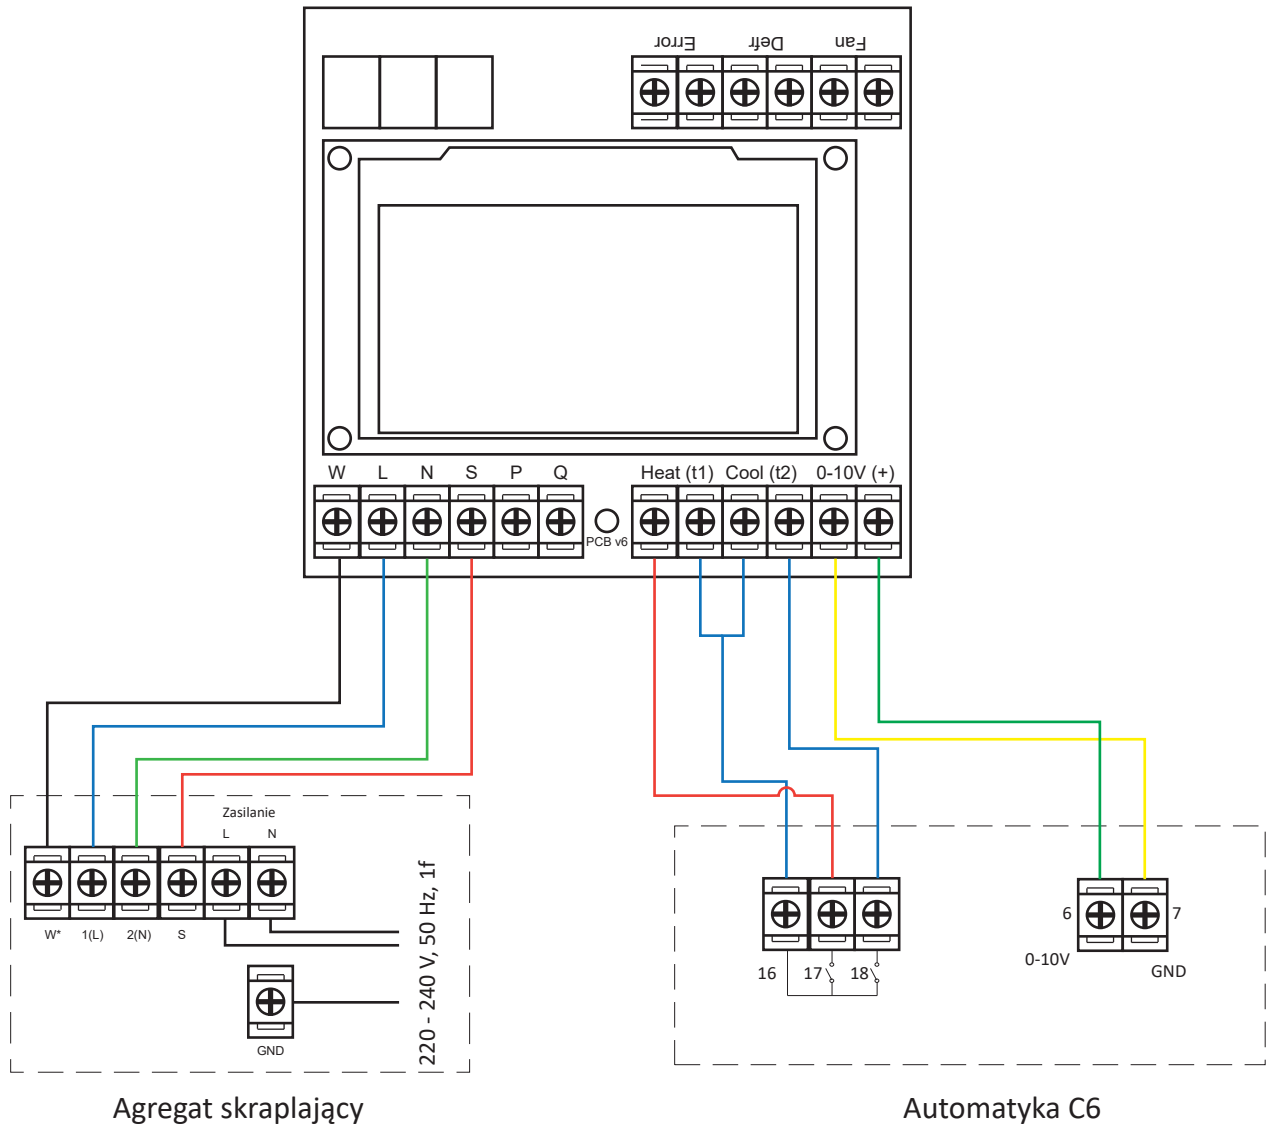 Error Defr Fan
W L N S P Q
Heat (t1) Cool (t2) 0-10V (+)
PCB v6
Zasilanie
L N
W* 1(L) 2(N) S
GND
220 - 240 V, 50 Hz, 1f
16 17 18
6 7
0-10V
GND
Agregat skraplający
Automatyka C6